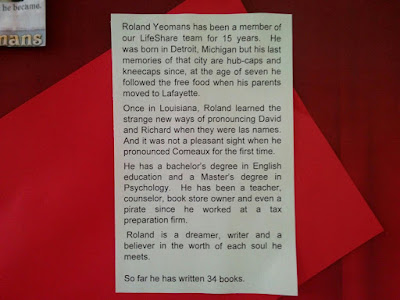 he became.
mans
Roland Yeomans has been a member of
our LifeShare team for 15 years. He
was born in Detroit, Michigan but his last
memories of that city are hub-caps and
kneecaps since, at the age of seven he
followed the free food when his parents
moved to Lafayette.
Once in Louisiana, Roland learned the
strange new ways of pronouncing David
and Richard when they were las names.
And it was not a pleasant sight when he
pronounced Comeaux for the first time.
He has a bachelor's degree in English
education and a Master's degree in
Psychology. He has been a teacher,
counselor, book store owner and even a
pirate since he worked at a tax
preparation firm.
Roland is a dreamer, writer and a
believer in the worth of each soul he
meets.
So far he has written 34 books.